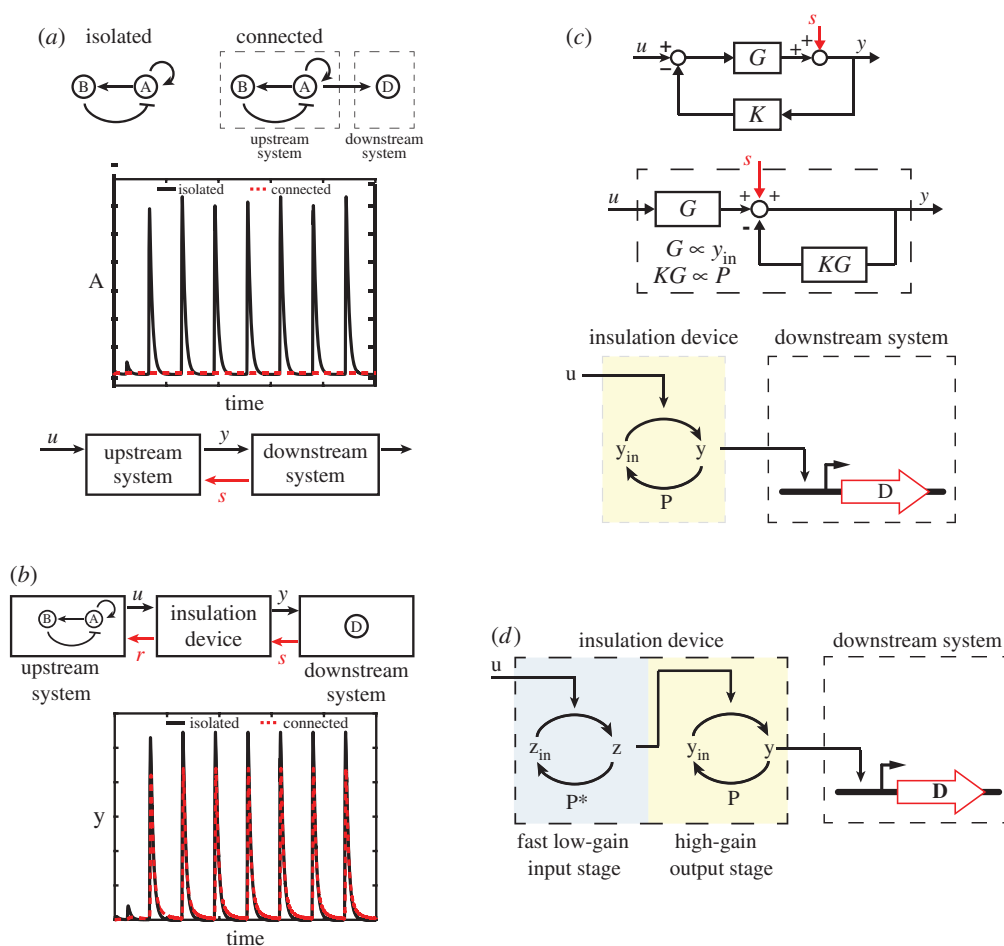 (a)
isolated
connected
B
A
B
A
D
upstream
system
downstream
system
isolated
connected
A
time
u
upstream
system
y
s
downstream
system
(b)
B
A
upstream
system
u
r
insulation
device
y
s
D
downstream
system
isolated
connected
y
time
(c)
u
+
−
G
+
+
s
y
K
u
G
s
+
+
-
y
G ∝ y_in
KG ∝ P
KG
insulation device
downstream system
u
y_in
y
P
D
(d)
insulation device
downstream system
u
z_in
z
P*
y_in
y
P
D
fast low-gain
input stage
high-gain
output stage